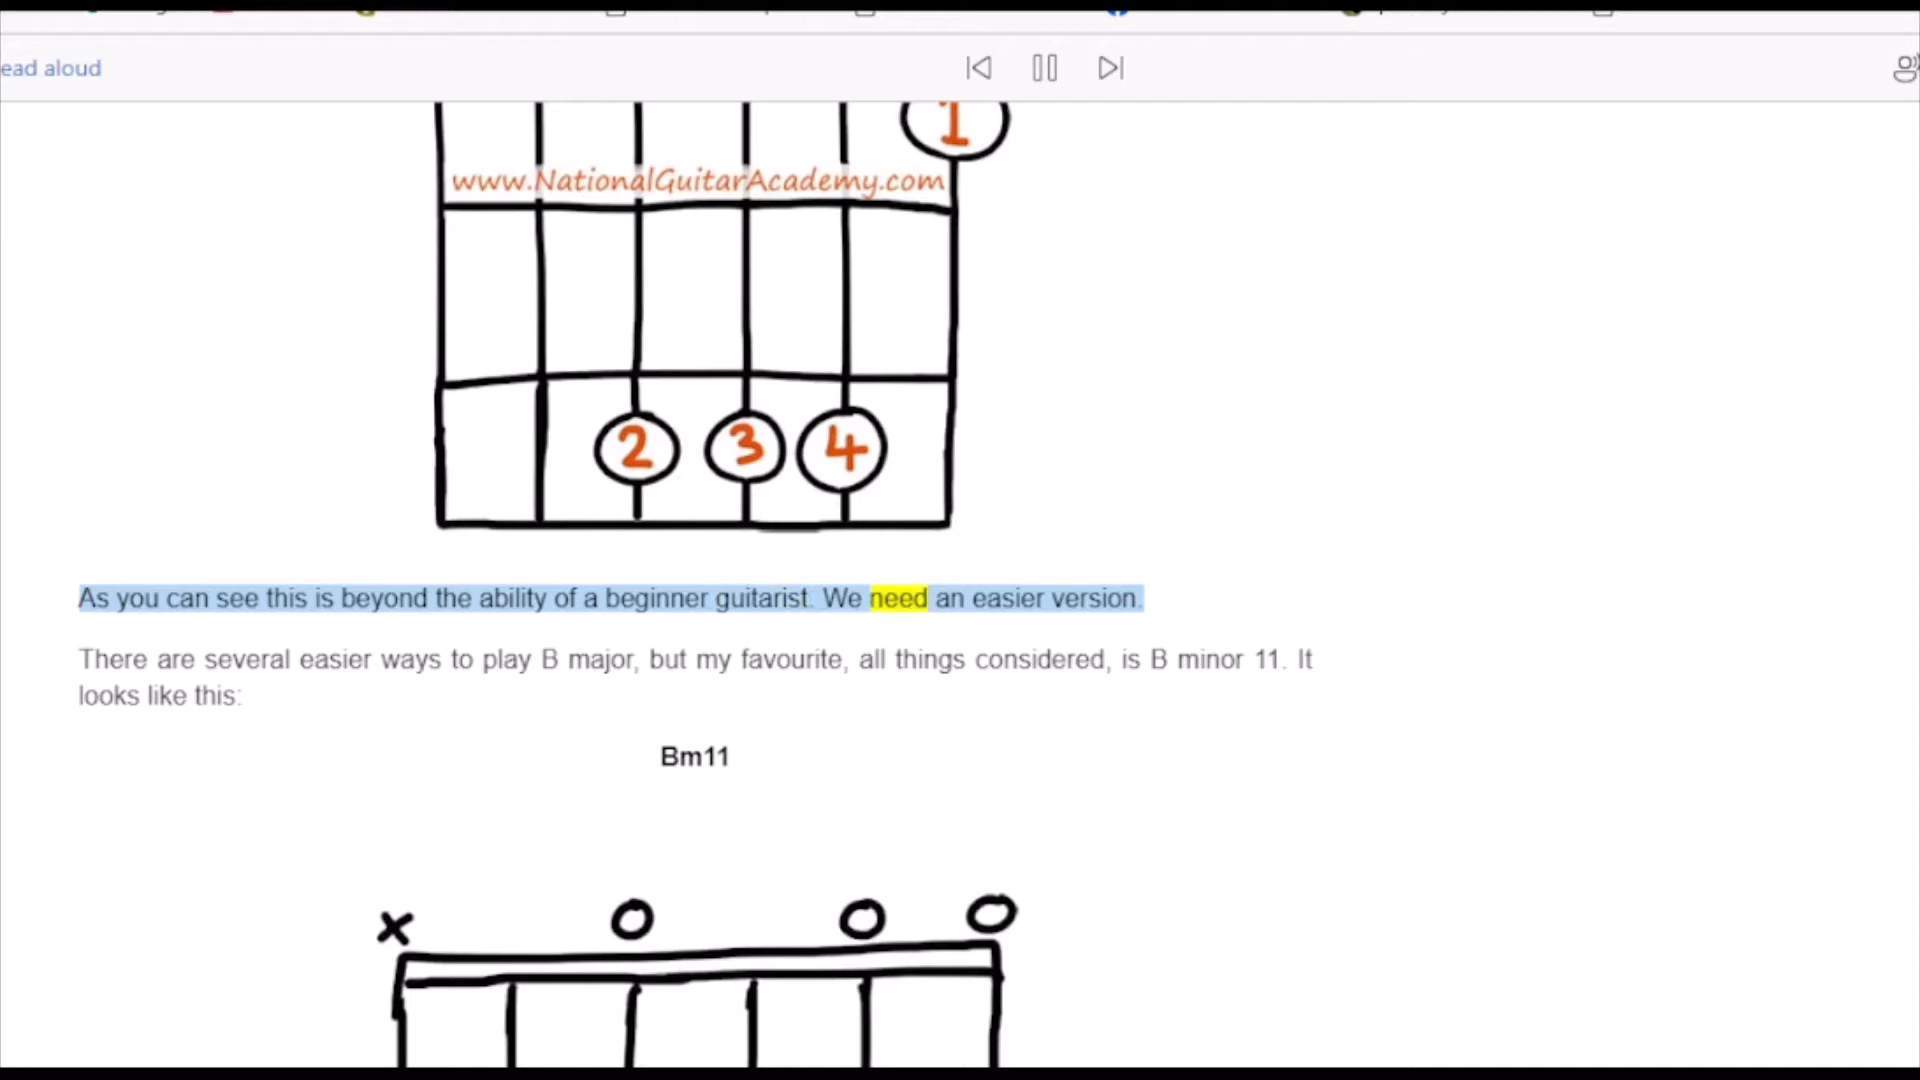 ead aloud
1
www.NationalGuitarAcademy.com
2 3 4
As you can see this is beyond the ability of a beginner guitarist. We need an easier version.
There are several easier ways to play B major, but my favourite, all things considered, is B minor 11. It
looks like this:
Bm11
x O O O